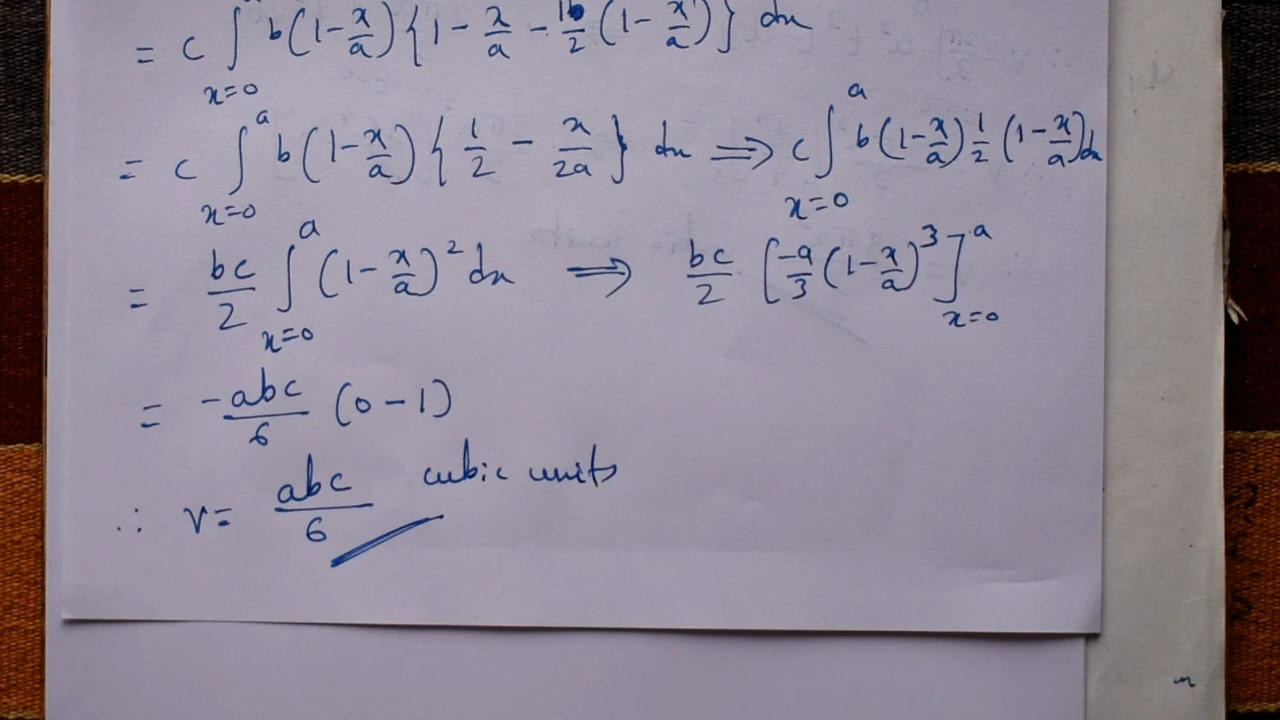 = c ∫_{x=0}^{a} b(1-x/a){1 - x/a - 1/2(1-x/a)} dx
= c ∫_{x=0}^{a} b(1-x/a){1/2 - x/2a} dx ⟹ c ∫_{x=0}^{a} b(1-x/a) 1/2 (1-x/a)dx
= bc/2 ∫_{x=0}^{a} (1-x/a)² dx ⟹ bc/2 [-a/3 (1-x/a)³]_{x=0}^{a}
= -abc/6 (0-1)
∴ V = abc/6 cubic units